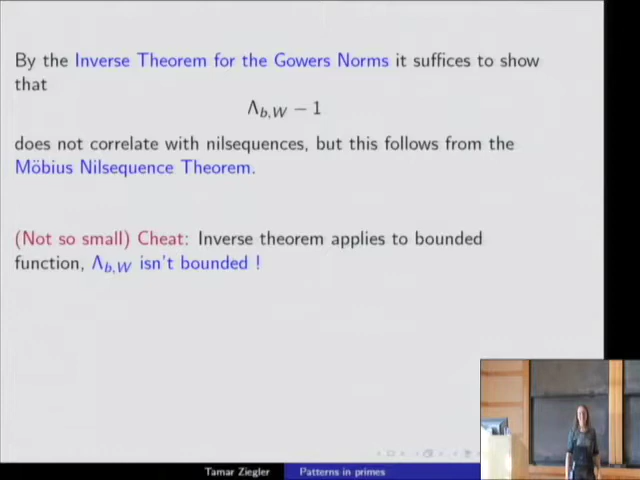 By the Inverse Theorem for the Gowers Norms it suffices to show
that
Λb,W − 1
does not correlate with nilsequences, but this follows from the
Möbius Nilsequence Theorem.
(Not so small) Cheat: Inverse theorem applies to bounded
function, Λb,W isn't bounded !
Tamar Ziegler
Patterns in primes